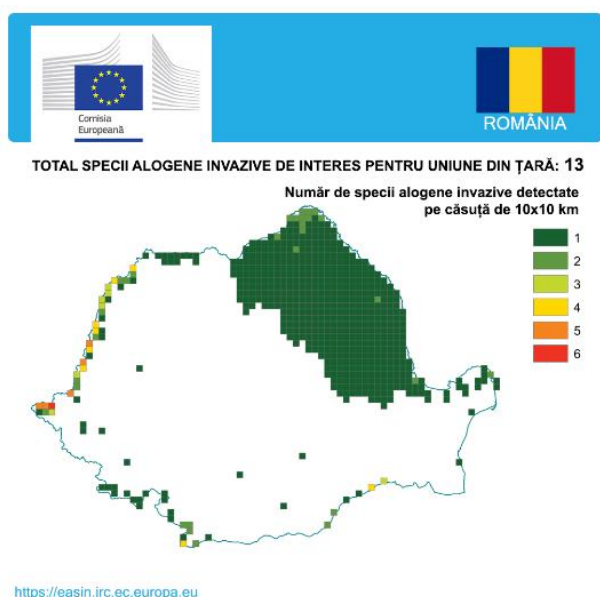 Comisia
Europeană
ROMÂNIA
TOTAL SPECII ALOGENE INVAZIVE DE INTERES PENTRU UNIUNE DIN ȚARĂ: 13
Număr de specii alogene invazive detectate
pe căsuță de 10x10 km
1
2
3
4
5
6
https://easin.jrc.ec.europa.eu